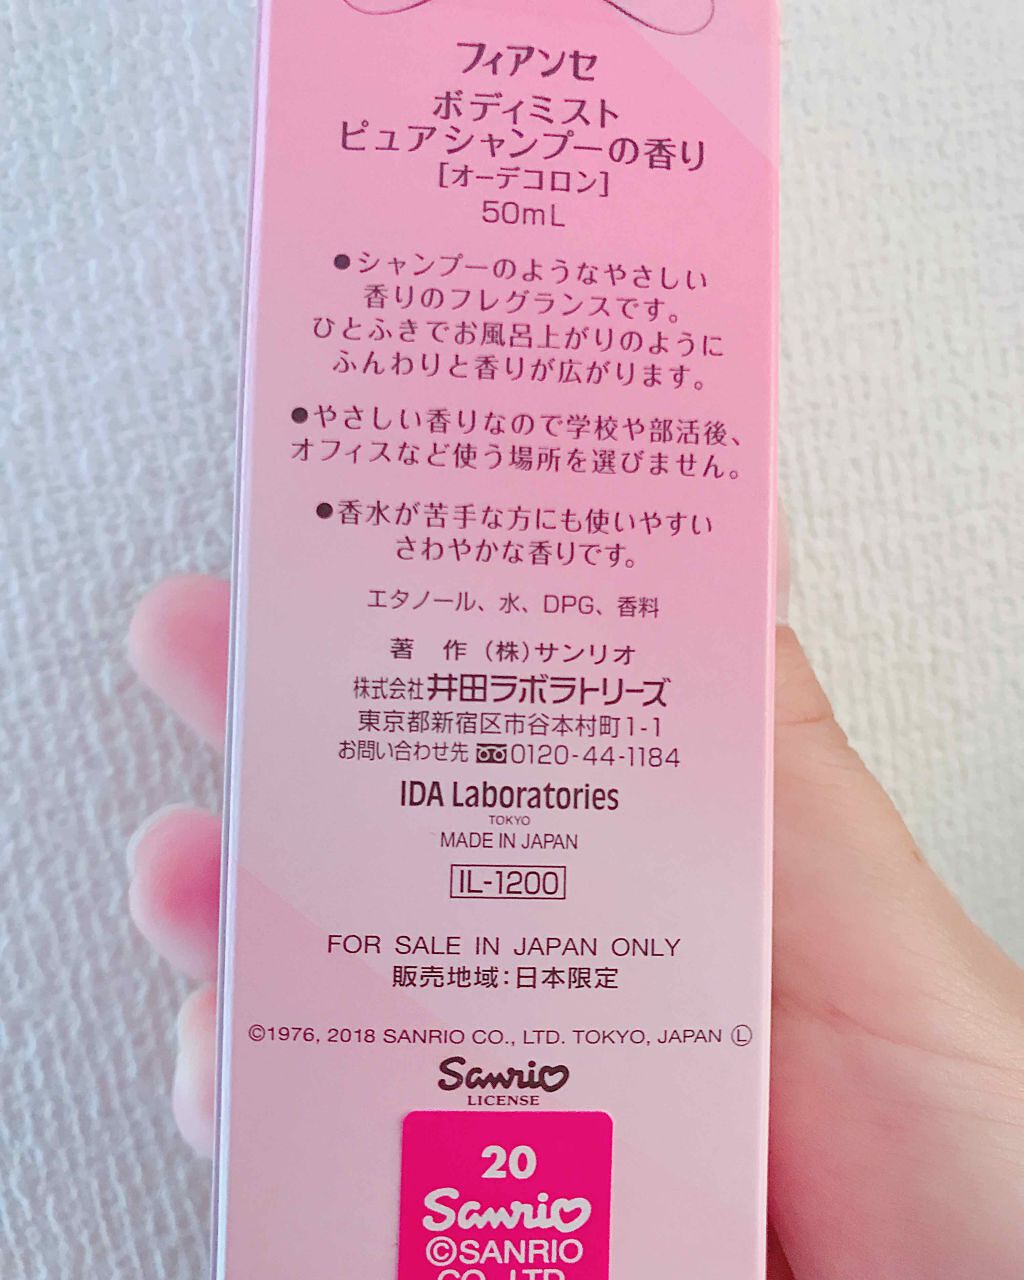 フィアンセ
ボディミスト
ピュアシャンプーの香り
[オーデコロン]
50mL
●シャンプーのようなやさしい
香りのフレグランスです。
ひとふきでお風呂上がりのように
ふんわりと香りが広がります。
●やさしい香りなので学校や部活後、
オフィスなど使う場所を選びません。
●香水が苦手な方にも使いやすい
さわやかな香りです。
エタノール、水、DPG、香料
著 作 (株)サンリオ
株式会社井田ラボラトリーズ
東京都新宿区市谷本村町1-1
お問い合わせ先 0120-44-1184
IDA Laboratories
TOKYO
MADE IN JAPAN
IL-1200
FOR SALE IN JAPAN ONLY
販売地域:日本限定
©1976, 2018 SANRIO CO., LTD. TOKYO, JAPAN Ⓛ
Sanrio
LICENSE
20
Sanrio
©SANRIO
CO., LTD.